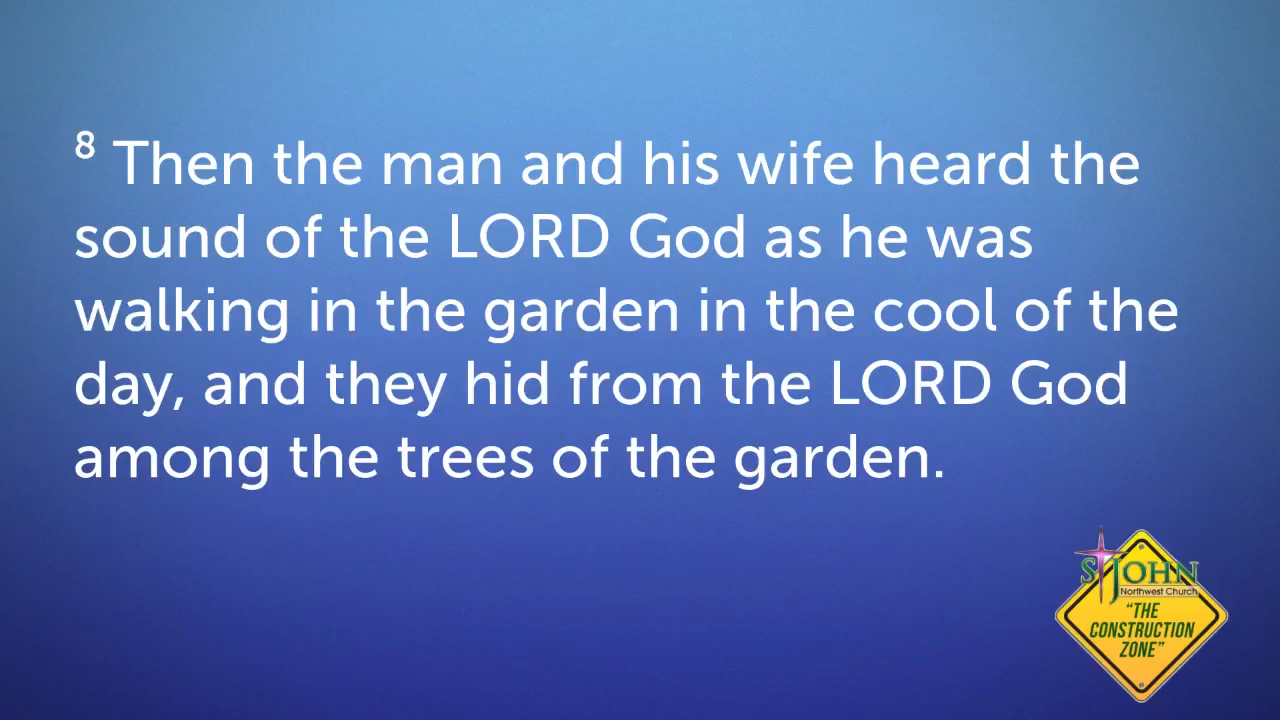 ⁸ Then the man and his wife heard the
sound of the LORD God as he was
walking in the garden in the cool of the
day, and they hid from the LORD God
among the trees of the garden.
ST JOHN
Northwest Church
“THE
CONSTRUCTION
ZONE”